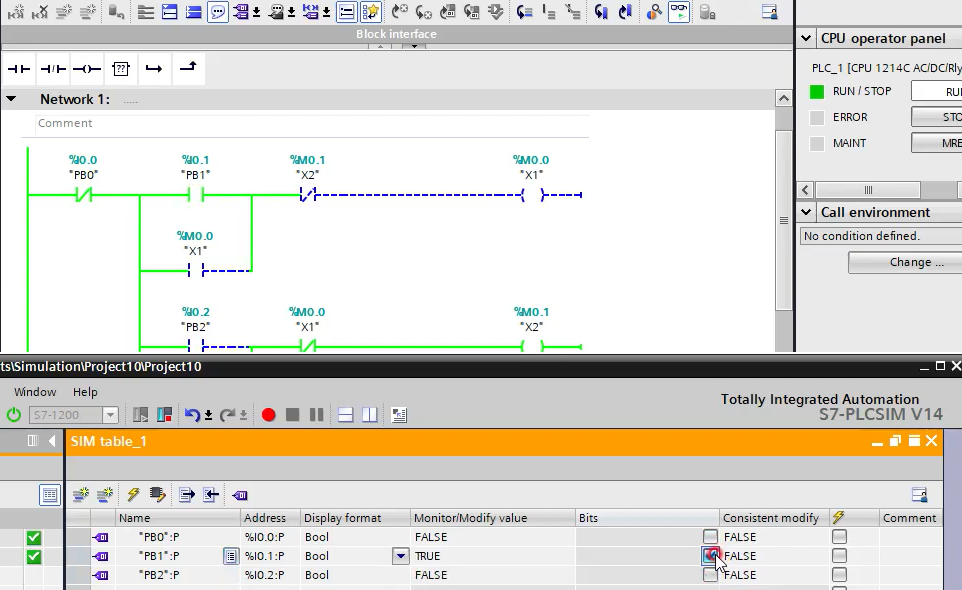 Block interface
CPU operator panel
PLC_1 [CPU 1214C AC/DC/Rly
RUN / STOP
RU
ERROR
STO
MAINT
MRE
Network 1: .....
Comment
%I0.0
"PB0"
%I0.1
"PB1"
%M0.1
"X2"
%M0.0
"X1"
%M0.0
"X1"
%I0.2
"PB2"
%M0.0
"X1"
%M0.1
"X2"
Call environment
No condition defined.
Change ...
ts\Simulation\Project10\Project10
Window Help
Totally Integrated Automation
S7-PLCSIM V14
S7-1200
SIM table_1
Name Address Display format Monitor/Modify value Bits Consistent modify Comment
"PB0":P %I0.0:P Bool FALSE FALSE
"PB1":P %I0.1:P Bool TRUE FALSE
"PB2":P %I0.2:P Bool FALSE FALSE